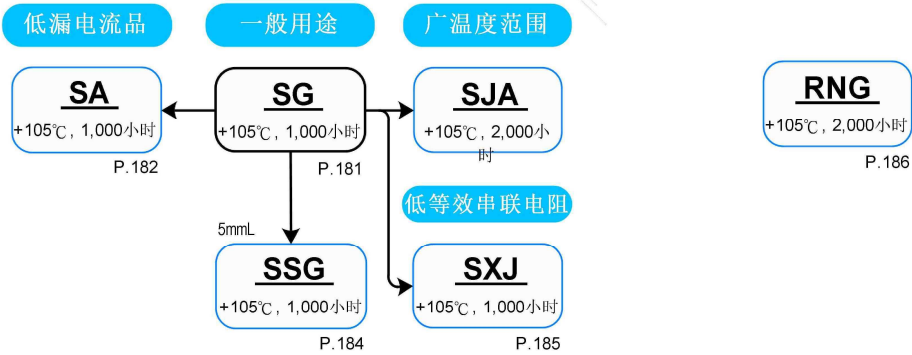 低漏电流品
一般用途
广温度范围
SA
+105℃, 1,000小时
P.182
SG
+105℃, 1,000小时
P.181
SJA
+105℃, 2,000小
时
RNG
+105℃, 2,000小时
P.186
低等效串联电阻
5mmL
SSG
+105℃, 1,000小时
P.184
SXJ
+105℃, 1,000小时
P.185